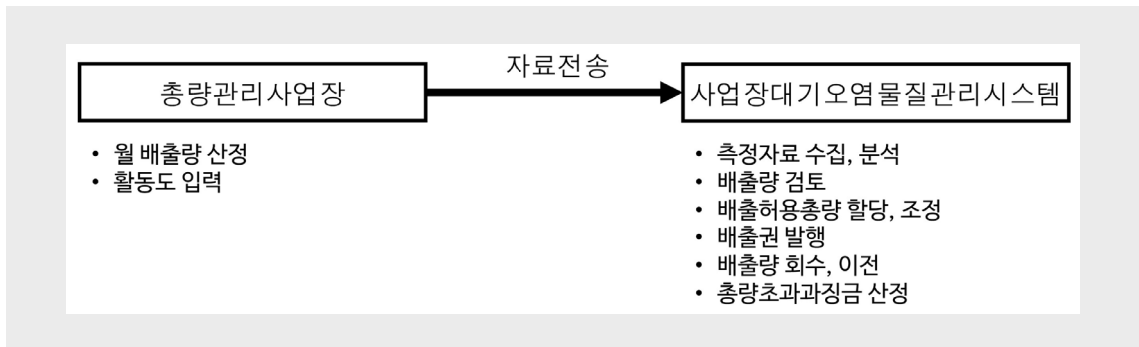 자료전송
총량관리사업장
사업장대기오염물질관리시스템
• 월 배출량 산정
• 활동도 입력
• 측정자료 수집, 분석
• 배출량 검토
• 배출허용총량 할당, 조정
• 배출권 발행
• 배출량 회수, 이전
• 총량초과과징금 산정